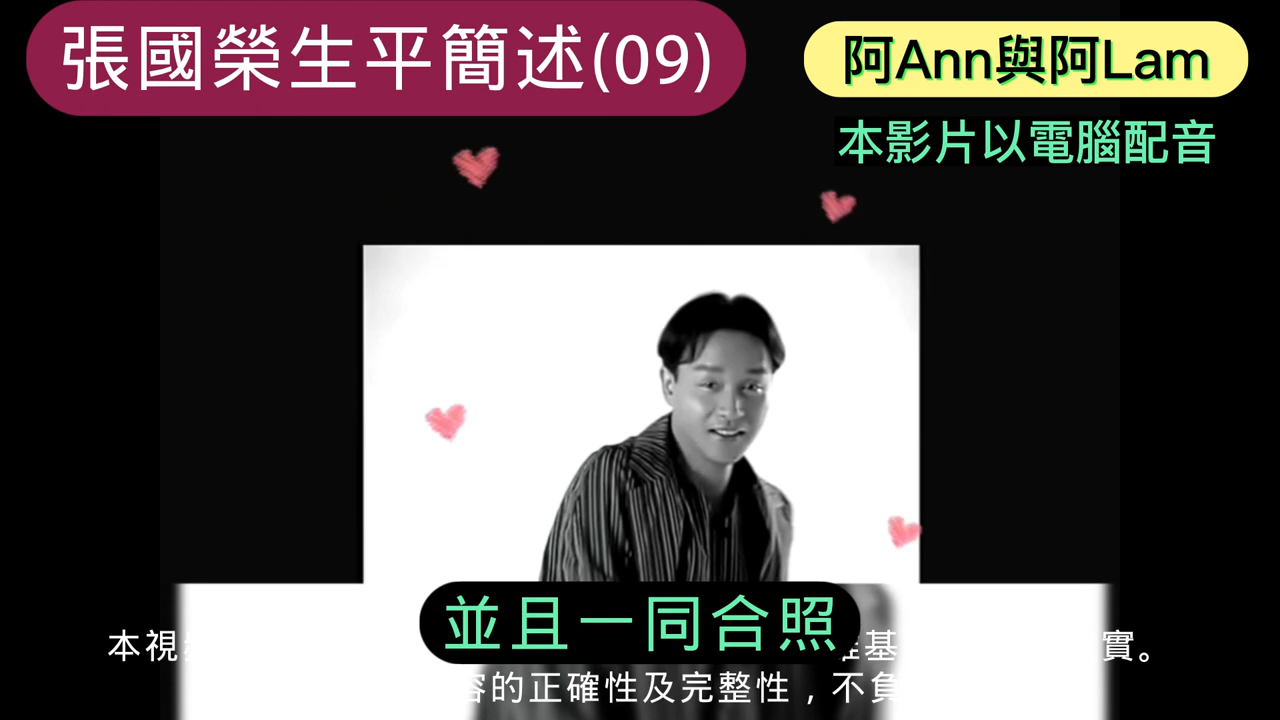 張國榮生平簡述(09)
阿Ann與阿Lam
本影片以電腦配音
並且一同合照
本視 基 實。
容的正確性及完整性，不負